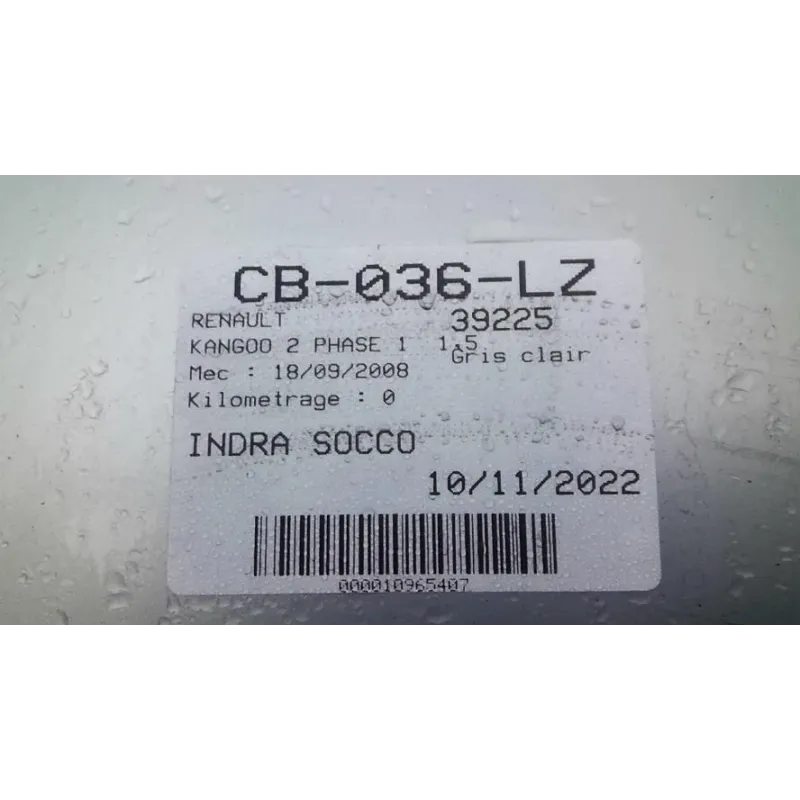 CB-036-LZ
RENAULT 39225
KANGOO 2 PHASE 1 1.5
Gris clair
Mec : 18/09/2008
Kilometrage : 0
INDRA SOCCO
10/11/2022
000010965407